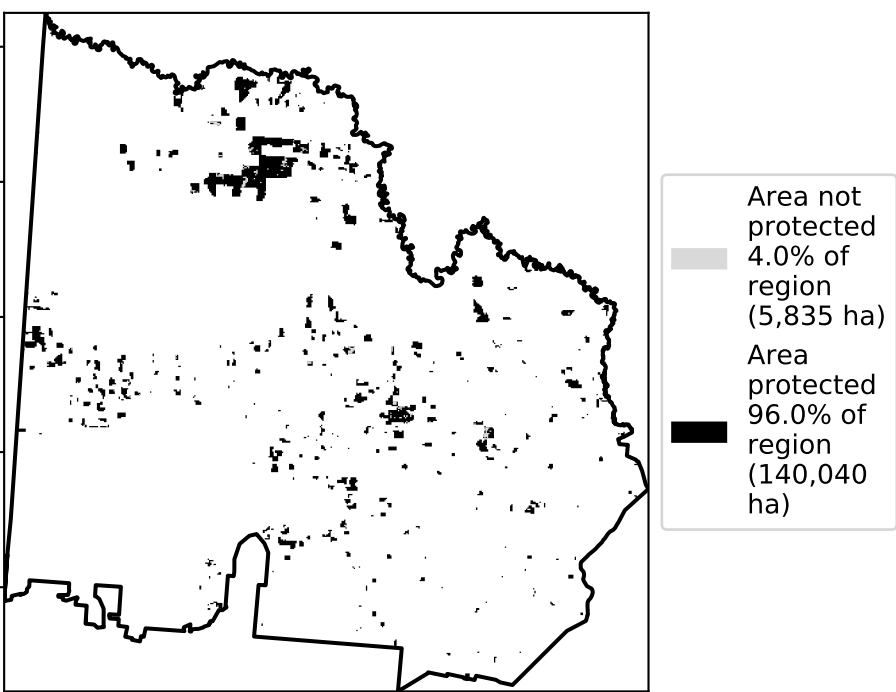 Area not
protected
4.0% of
region
(5,835 ha)
Area
protected
96.0% of
region
(140,040
ha)